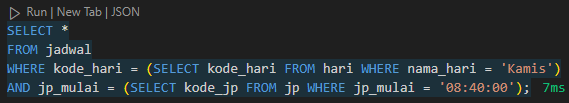 Run | New Tab | JSON
SELECT *
FROM jadwal
WHERE kode_hari = (SELECT kode_hari FROM hari WHERE nama_hari = 'Kamis')
AND jp_mulai = (SELECT kode_jp FROM jp WHERE jp_mulai = '08:40:00'); 7ms